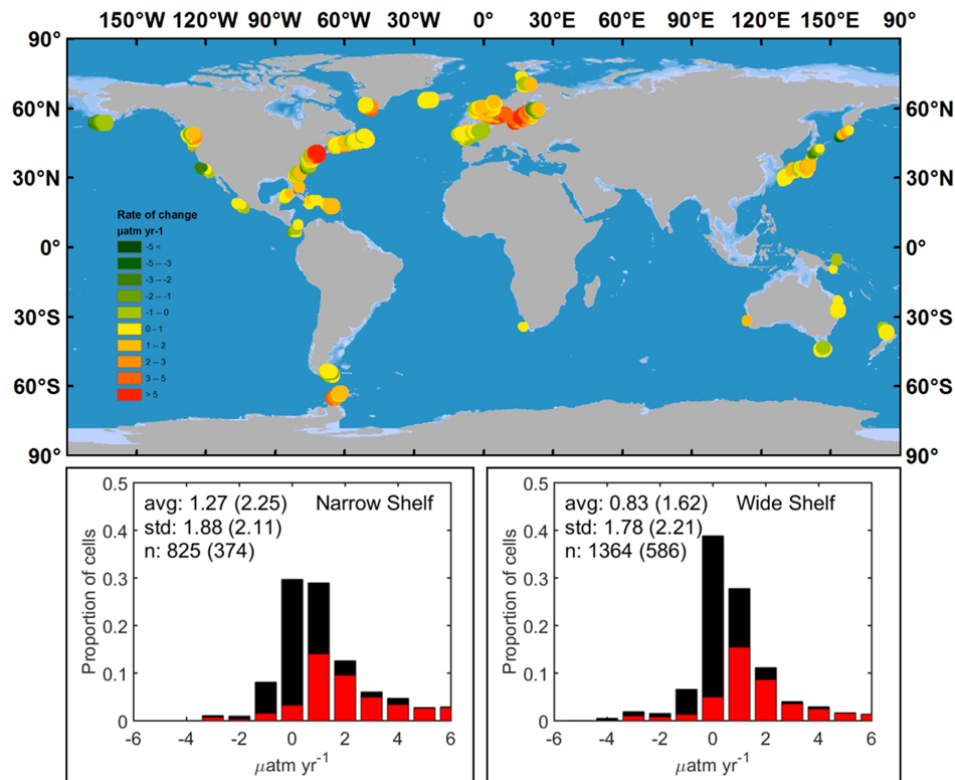 150°W 120°W 90°W 60°W 30°W 0° 30°E 60°E 90°E 120°E 150°E 90°
90° 90°
60°N 60°N
30°N 30°N
0° 0°
30°S 30°S
60°S 60°S
90° 90°
Rate of change
µatm yr-1
-5 <
-5 – -3
-3 – -2
-2 – -1
-1 – 0
0 - 1
1 – 2
2 – 3
3 – 5
> 5
avg: 1.27 (2.25) Narrow Shelf
std: 1.88 (2.11)
n: 825 (374)
Proportion of cells
0.5
0.4
0.3
0.2
0.1
0
-6 -4 -2 0 2 4 6
µatm yr-1
avg: 0.83 (1.62) Wide Shelf
std: 1.78 (2.21)
n: 1364 (586)
Proportion of cells
0.5
0.4
0.3
0.2
0.1
0
-6 -4 -2 0 2 4 6
µatm yr-1